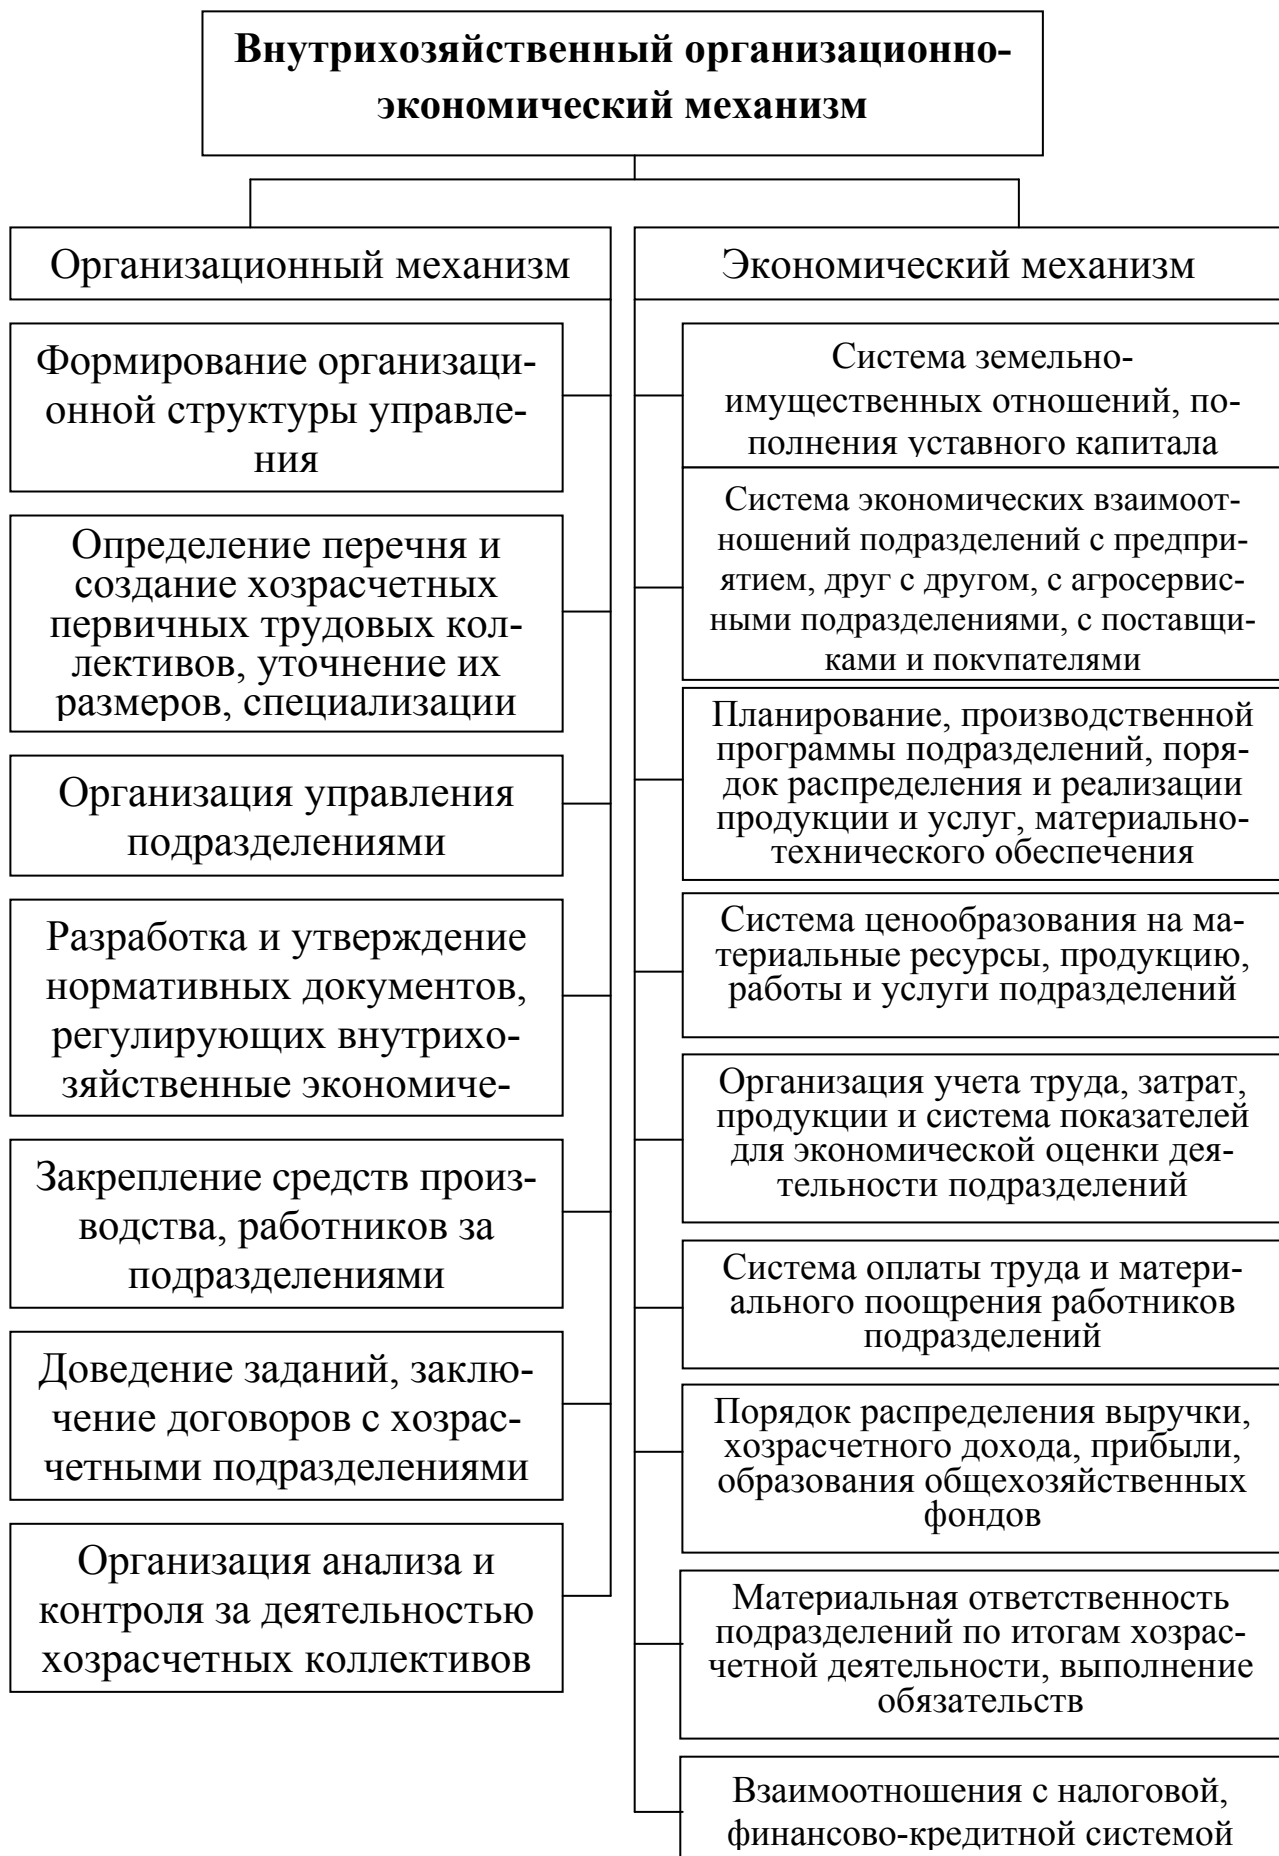 Внутрихозяйственный организационно-
экономический механизм
Организационный механизм
Формирование организаци-
онной структуры управле-
ния
Определение перечня и
создание хозрасчетных
первичных трудовых кол-
лективов, уточнение их
размеров, специализации
Организация управления
подразделениями
Разработка и утверждение
нормативных документов,
регулирующих внутрихо-
зяйственные экономиче-
Закрепление средств произ-
водства, работников за
подразделениями
Доведение заданий, заклю-
чение договоров с хозрас-
четными подразделениями
Организация анализа и
контроля за деятельностью
хозрасчетных коллективов
Экономический механизм
Система земельно-
имущественных отношений, по-
полнения уставного капитала
Система экономических взаимоот-
ношений подразделений с предпри-
ятием, друг с другом, с агросервис-
ными подразделениями, с поставщи-
ками и покупателями
Планирование, производственной
программы подразделений, поря-
док распределения и реализации
продукции и услуг, материально-
технического обеспечения
Система ценообразования на ма-
териальные ресурсы, продукцию,
работы и услуги подразделений
Организация учета труда, затрат,
продукции и система показателей
для экономической оценки дея-
тельности подразделений
Система оплаты труда и матери-
ального поощрения работников
подразделений
Порядок распределения выручки,
хозрасчетного дохода, прибыли,
образования общехозяйственных
фондов
Материальная ответственность
подразделений по итогам хозрас-
четной деятельности, выполнение
обязательств
Взаимоотношения с налоговой,
финансово-кредитной системой